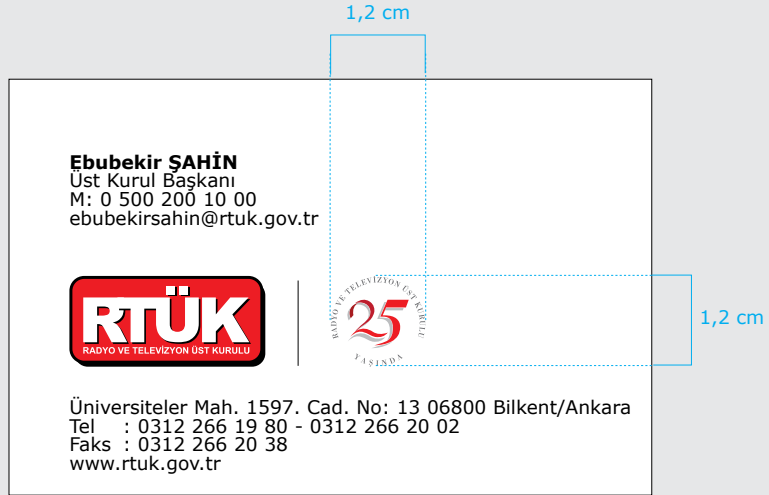 1,2 cm
Ebubekir ŞAHİN
Üst Kurul Başkanı
M: 0 500 200 10 00
ebubekirsahin@rtuk.gov.tr
RTÜK
RADYO VE TELEVİZYON ÜST KURULU
RADYO VE TELEVİZYON ÜST KURULU
25
YAŞINDA
1,2 cm
Üniversiteler Mah. 1597. Cad. No: 13 06800 Bilkent/Ankara
Tel : 0312 266 19 80 - 0312 266 20 02
Faks : 0312 266 20 38
www.rtuk.gov.tr